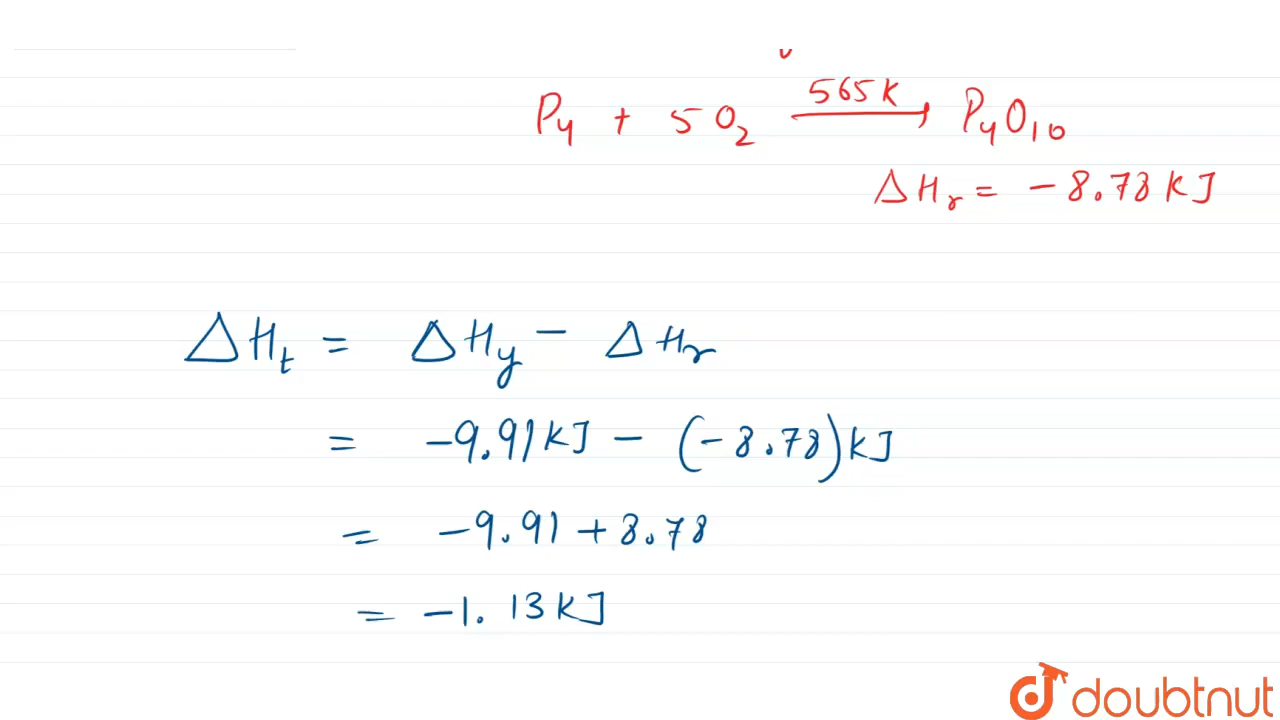 565K
P₄ + 5 O₂ ⟶ P₄O₁₀
ΔHᵣ = -8.78 KJ
ΔHₜ = ΔHy - ΔHᵣ
= -9.91 KJ - (-8.78) KJ
= -9.91 + 8.78
= -1.13 KJ
doubtnut